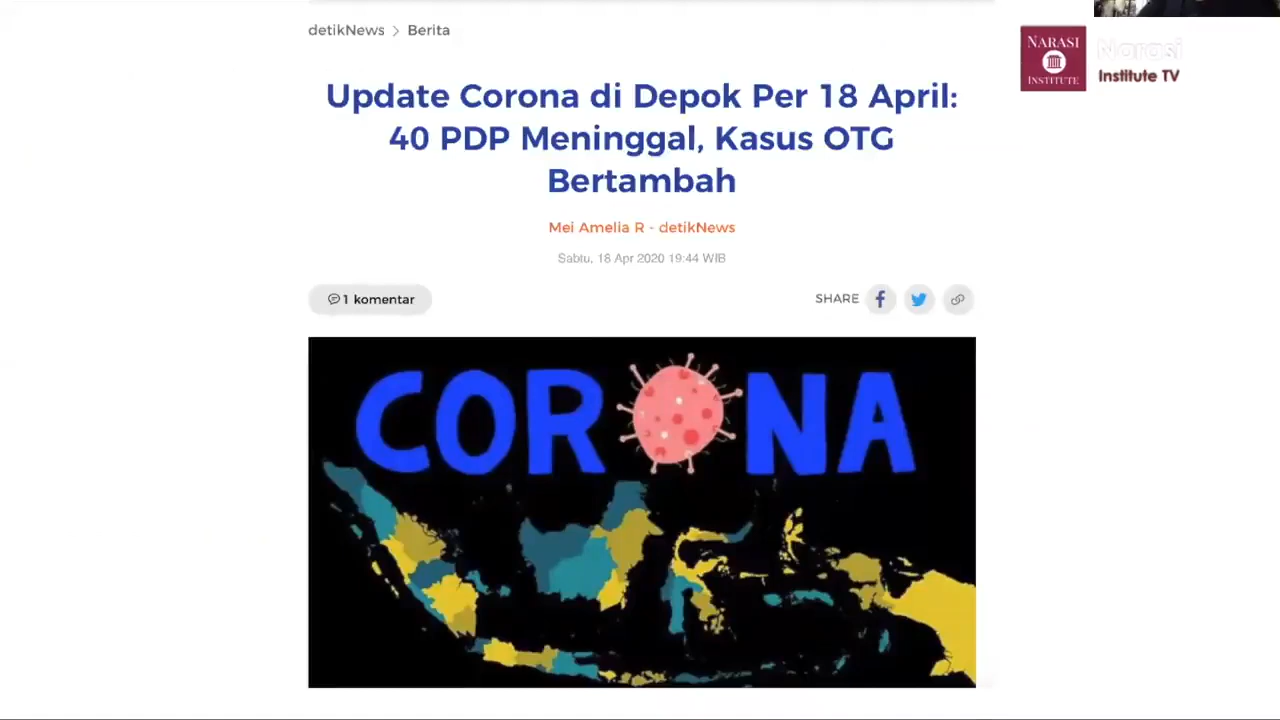 detikNews > Berita
NARASI
INSTITUTE
Narasi
Institute TV
Update Corona di Depok Per 18 April:
40 PDP Meninggal, Kasus OTG
Bertambah
Mei Amelia R - detikNews
Sabtu, 18 Apr 2020 19:44 WIB
1 komentar
SHARE
CORONA